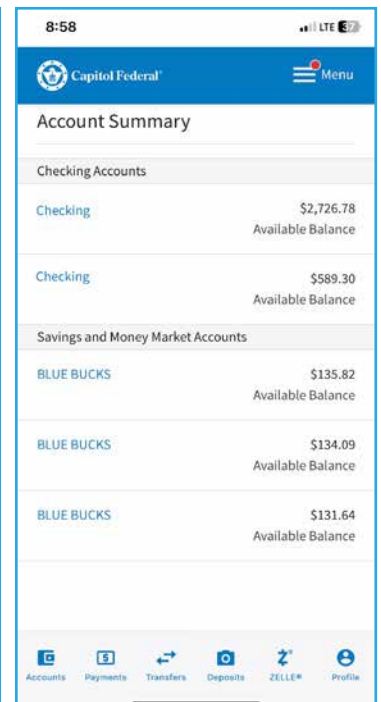 8:58 LTE 37
Capitol Federal® Menu
Account Summary
Checking Accounts
Checking $2,726.78
Available Balance
Checking $589.30
Available Balance
Savings and Money Market Accounts
BLUE BUCKS $135.82
Available Balance
BLUE BUCKS $134.09
Available Balance
BLUE BUCKS $131.64
Available Balance
Accounts Payments Transfers Deposits ZELLE® Profile